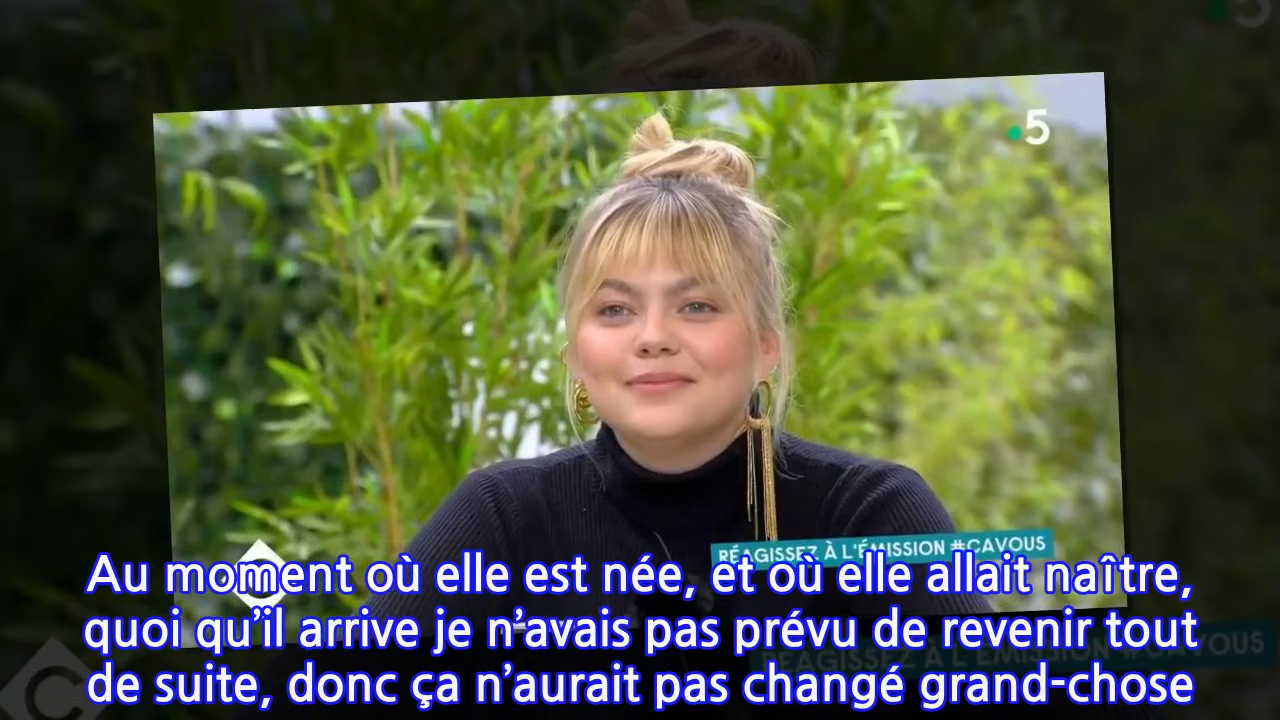 5
RÉAGISSEZ À L'ÉMISSION #CAVOUS
Au moment où elle est née, et où elle allait naître,
quoi qu’il arrive je n’avais pas prévu de revenir tout
de suite, donc ça n’aurait pas changé grand-chose